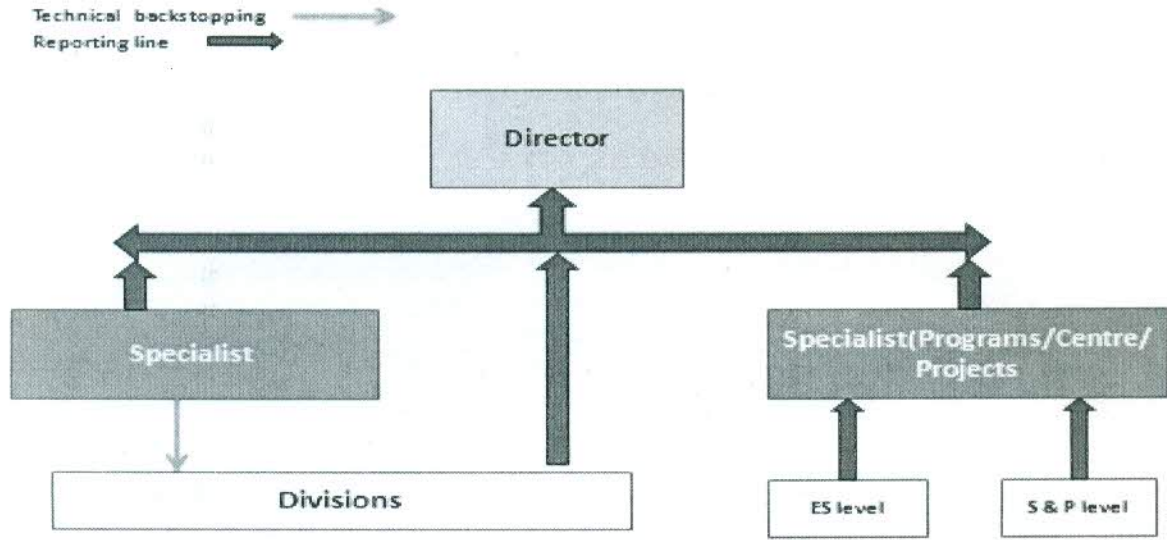 Technical backstopping
Reporting line
Director
Specialist
Specialist(Programs/Centre/
Projects
Divisions
ES level
S & P level